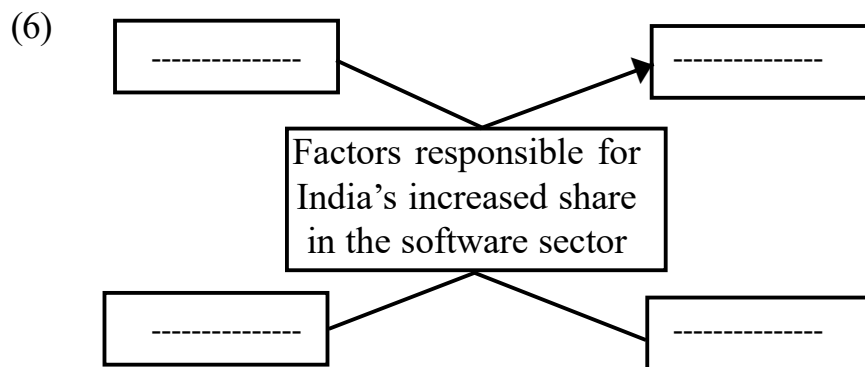 (6)
---------------
---------------
Factors responsible for
India’s increased share
in the software sector
---------------
---------------